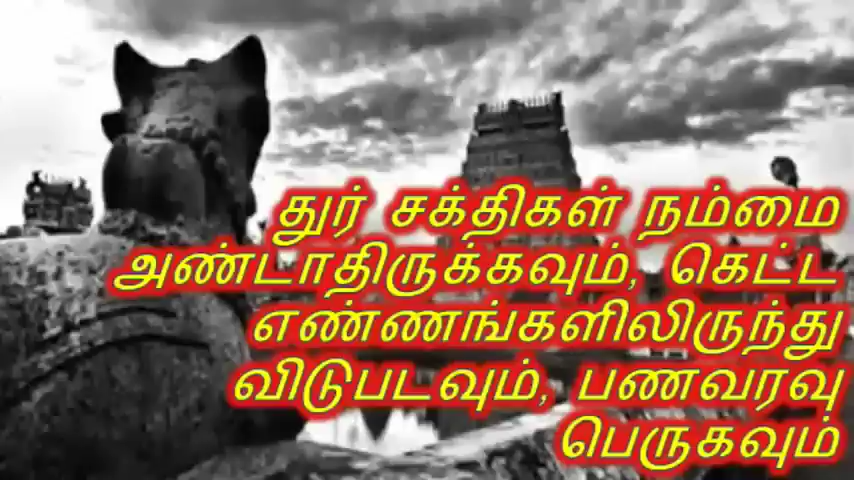 துர் சக்திகள் நம்மை
அண்டாதிருக்கவும், கெட்ட
எண்ணங்களிலிருந்து
விடுபடவும், பணவரவு
பெருகவும்